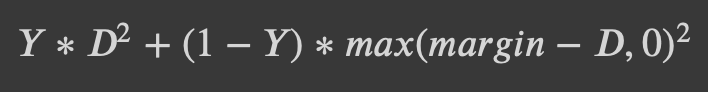 Y * D² + (1 − Y) * max(margin − D, 0)²